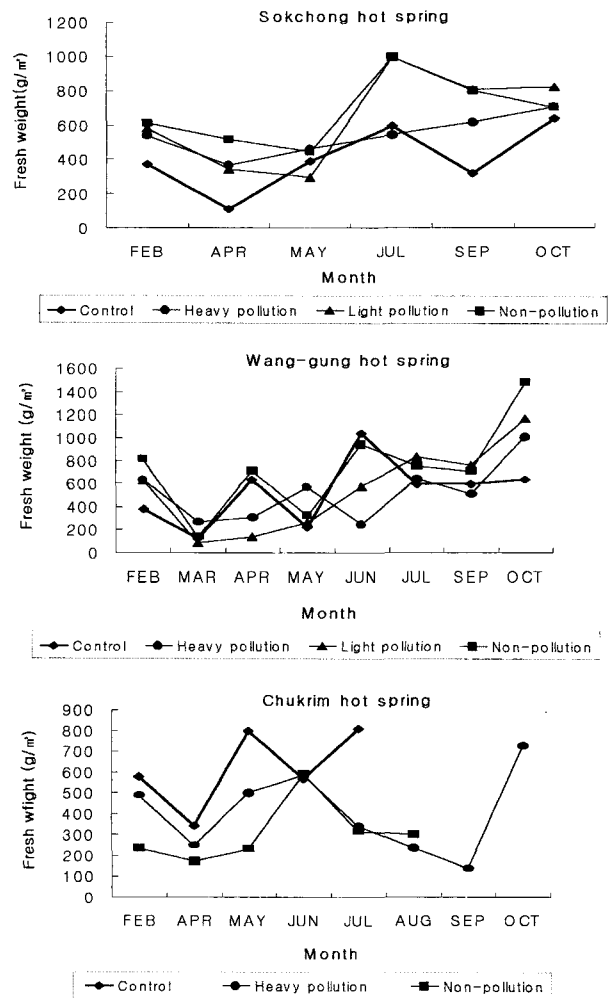 Sokchong hot spring
Fresh weight(g/㎡)
1200
1000
800
600
400
200
0
FEB APR MAY JUL SEP OCT
Month
Control Heavy pollution Light pollution Non-pollution
Wang-gung hot spring
Fresh weight (g/㎡)
1600
1400
1200
1000
800
600
400
200
0
FEB MAR APR MAY JUN JUL SEP OCT
Month
Control Heavy pollution Light pollution Non-pollution
Chukrim hot spring
Fresh wfight (g/㎡)
900
800
700
600
500
400
300
200
100
0
FEB APR MAY JUN JUL AUG SEP OCT
Month
Control Heavy pollution Non-pollution